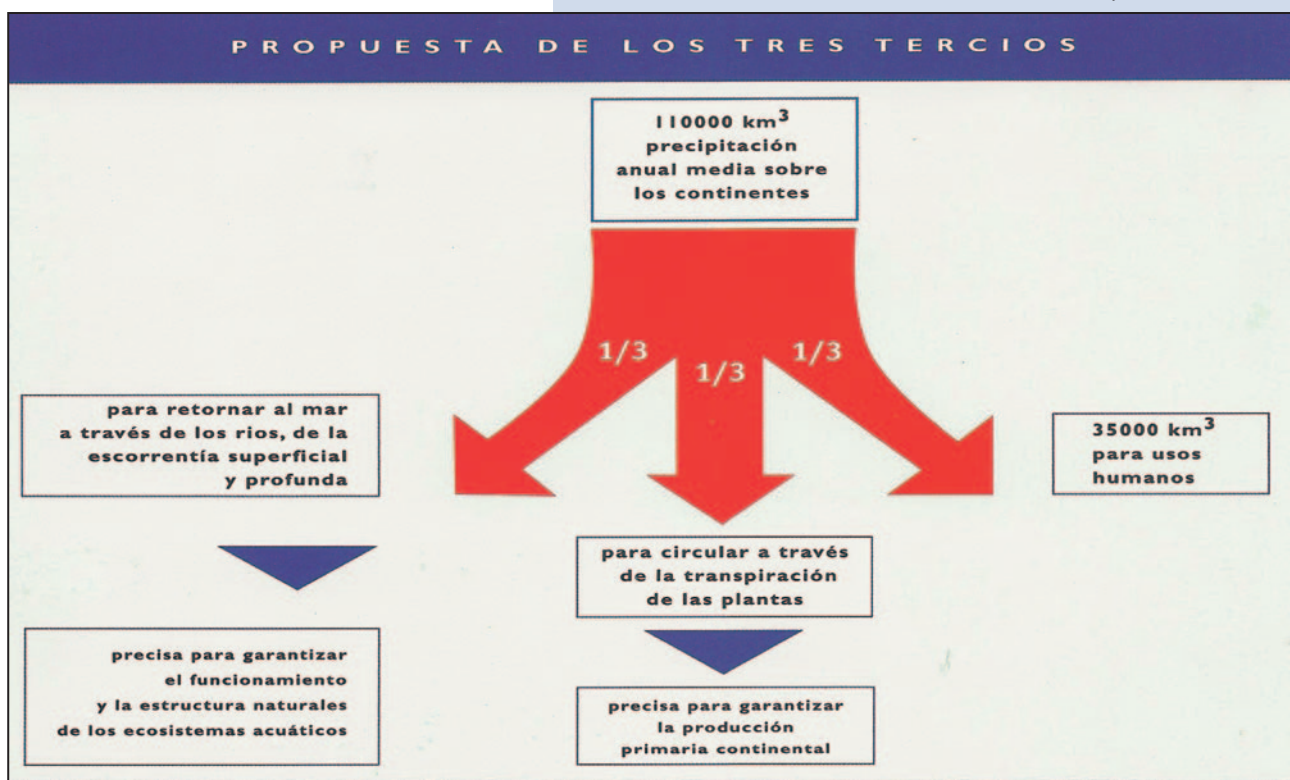 PROPUESTA DE LOS TRES TERCIOS
110000 km³
precipitación
anual media sobre
los continentes
1/3
1/3
1/3
para retornar al mar
a través de los rios, de la
escorrentía superficial
y profunda
35000 km³
para usos
humanos
para circular a través
de la transpiración
de las plantas
precisa para garantizar
el funcionamiento
y la estructura naturales
de los ecosistemas acuáticos
precisa para garantizar
la producción
primaria continental